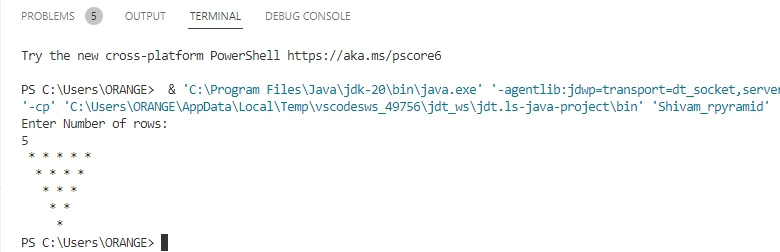 PROBLEMS 5 OUTPUT TERMINAL DEBUG CONSOLE
Try the new cross-platform PowerShell https://aka.ms/pscore6
PS C:\Users\ORANGE>  & 'C:\Program Files\Java\jdk-20\bin\java.exe' '-agentlib:jdwp=transport=dt_socket,server
'-cp' 'C:\Users\ORANGE\AppData\Local\Temp\vscodesws_49756\jdt_ws\jdt.ls-java-project\bin' 'Shivam_rpyramid'
Enter Number of rows:
5
 * * * * *
  * * * *
   * * *
    * *
     *
PS C:\Users\ORANGE>